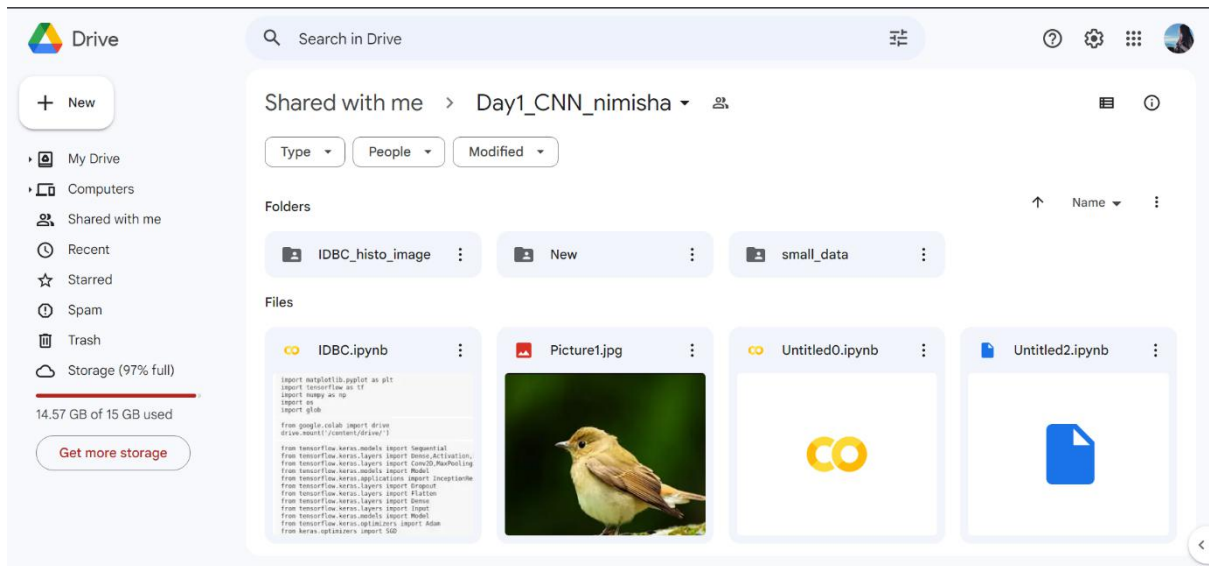 Drive
Search in Drive
New
My Drive
Computers
Shared with me
Recent
Starred
Spam
Trash
Storage (97% full)
14.57 GB of 15 GB used
Get more storage
Shared with me > Day1_CNN_nimisha
Type People Modified
Folders
Name
IDBC_histo_image New small_data
Files
IDBC.ipynb Picture1.jpg Untitled0.ipynb Untitled2.ipynb
import matplotlib.pyplot as plt
import tensorflow as tf
import numpy as np
import os
import glob
from google.colab import drive
drive.mount('/content/drive/')
from tensorflow.keras.models import Sequential
from tensorflow.keras.layers import Dense,Activation,
from tensorflow.keras.layers import Conv2D,MaxPooling
from tensorflow.keras.models import Model
from tensorflow.keras.applications import InceptionRe
from tensorflow.keras.layers import Dropout
from tensorflow.keras.layers import Flatten
from tensorflow.keras.layers import Dense
from tensorflow.keras.layers import Input
from tensorflow.keras.models import Model
from tensorflow.keras.optimizers import Adam
from keras.optimizers import SGD